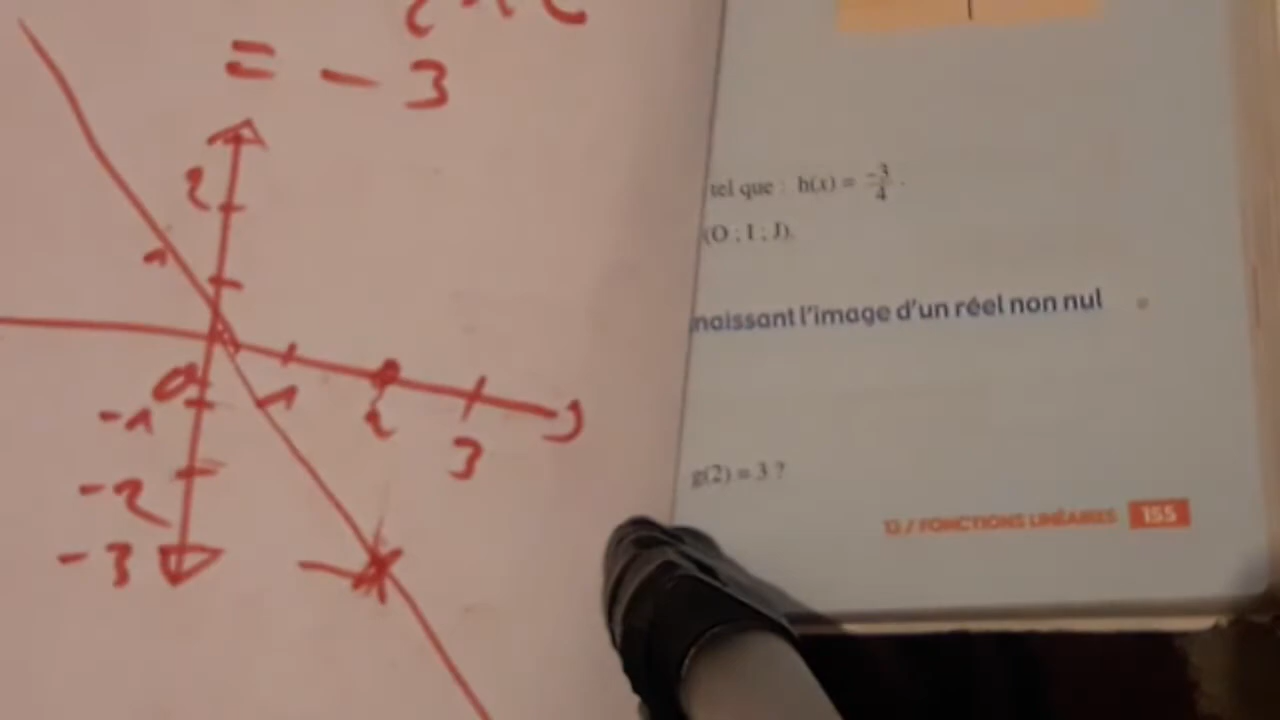 = - 3
2
1
0
1
2
3
-1
-2
-3
tel que : h(x) = -3/4 .
(O ; I ; J).
naissant l'image d'un réel non nul
g(2) = 3 ?
13 / FONCTIONS LINÉAIRES 155